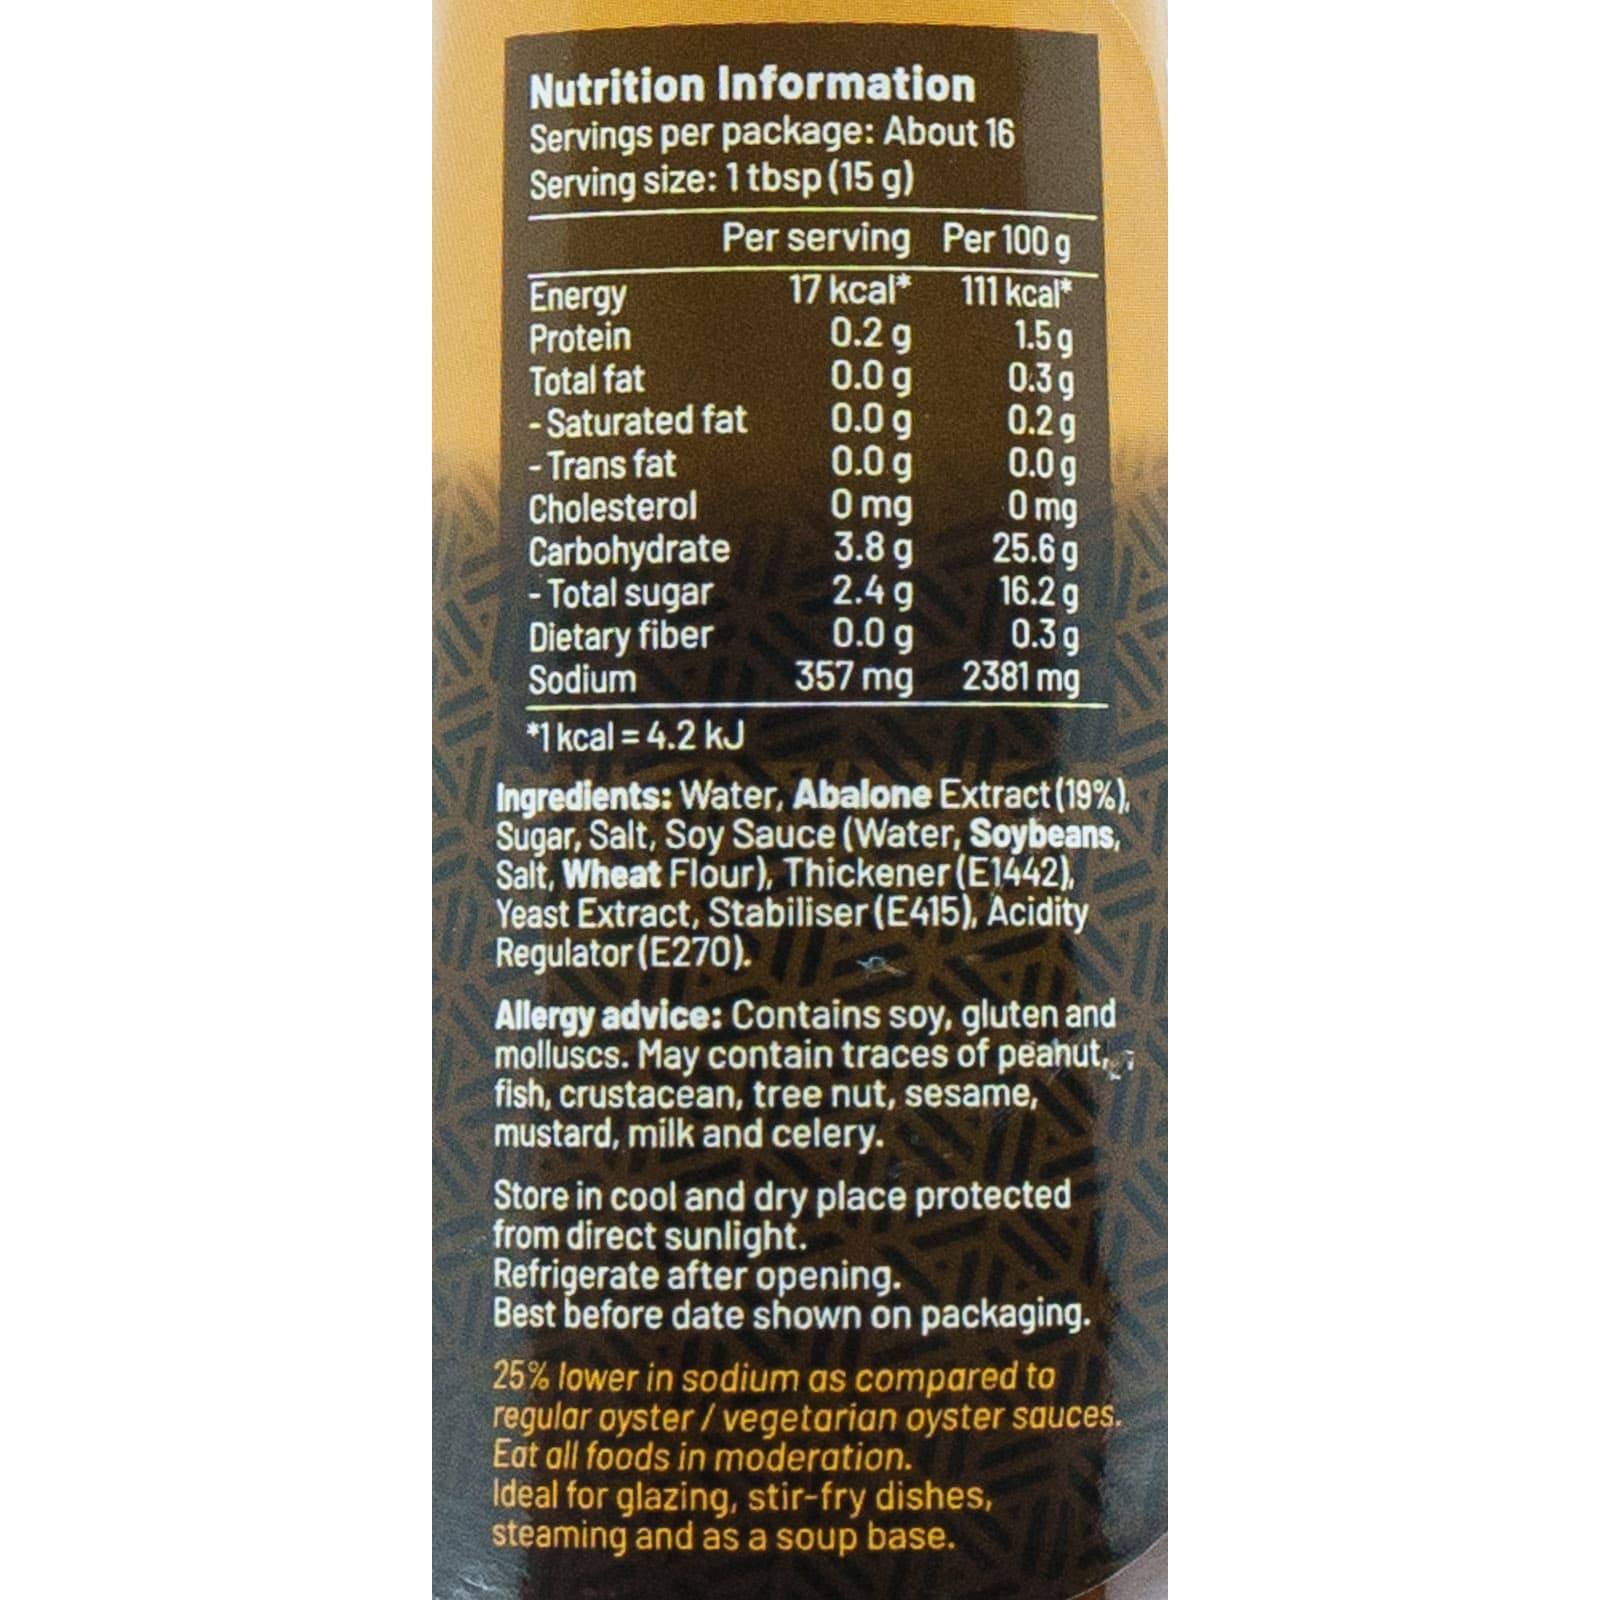 Nutrition Information
Servings per package: About 16
Serving size: 1 tbsp (15 g)
Per serving Per 100 g
Energy 17 kcal* 111 kcal*
Protein 0.2 g 1.5 g
Total fat 0.0 g 0.3 g
- Saturated fat 0.0 g 0.2 g
- Trans fat 0.0 g 0.0 g
Cholesterol 0 mg 0 mg
Carbohydrate 3.8 g 25.6 g
- Total sugar 2.4 g 16.2 g
Dietary fiber 0.0 g 0.3 g
Sodium 357 mg 2381 mg
*1 kcal = 4.2 kJ
Ingredients: Water, Abalone Extract (19%),
Sugar, Salt, Soy Sauce (Water, Soybeans,
Salt, Wheat Flour), Thickener (E1442),
Yeast Extract, Stabiliser (E415), Acidity
Regulator (E270).
Allergy advice: Contains soy, gluten and
molluscs. May contain traces of peanut,
fish, crustacean, tree nut, sesame,
mustard, milk and celery.
Store in cool and dry place protected
from direct sunlight.
Refrigerate after opening.
Best before date shown on packaging.
25% lower in sodium as compared to
regular oyster / vegetarian oyster sauces.
Eat all foods in moderation.
Ideal for glazing, stir-fry dishes,
steaming and as a soup base.